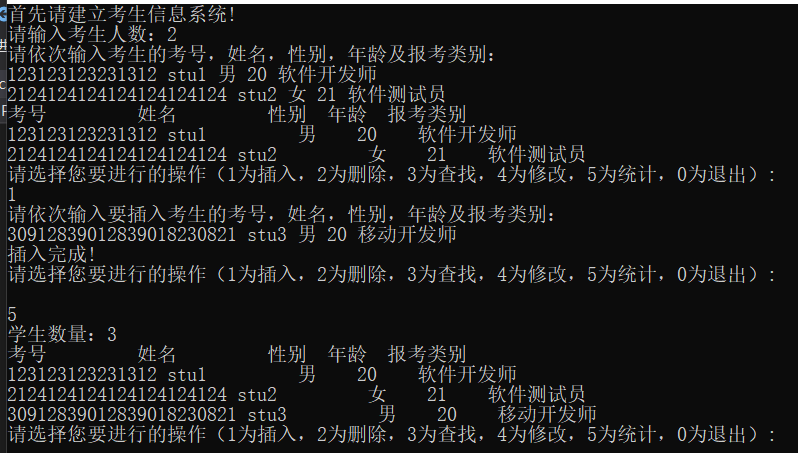 首先请建立考生信息系统!
请输入考生人数: 2
请依次输入考生的考号, 姓名, 性别, 年龄及报考类别:
123123123231312 stu1 男 20 软件开发师
2124124124124124124124 stu2 女 21 软件测试员
考号 姓名 性别 年龄 报考类别
123123123231312 stu1 男 20 软件开发师
2124124124124124124124 stu2 女 21 软件测试员
请选择您要进行的操作 (1为插入, 2为删除, 3为查找, 4为修改, 5为统计, 0为退出) :
1
请依次输入要插入考生的考号, 姓名, 性别, 年龄及报考类别:
30912839012839018230821 stu3 男 20 移动开发师
插入完成!
请选择您要进行的操作 (1为插入, 2为删除, 3为查找, 4为修改, 5为统计, 0为退出) :
5
学生数量: 3
考号 姓名 性别 年龄 报考类别
123123123231312 stu1 男 20 软件开发师
2124124124124124124124 stu2 女 21 软件测试员
30912839012839018230821 stu3 男 20 移动开发师
请选择您要进行的操作 (1为插入, 2为删除, 3为查找, 4为修改, 5为统计, 0为退出) :